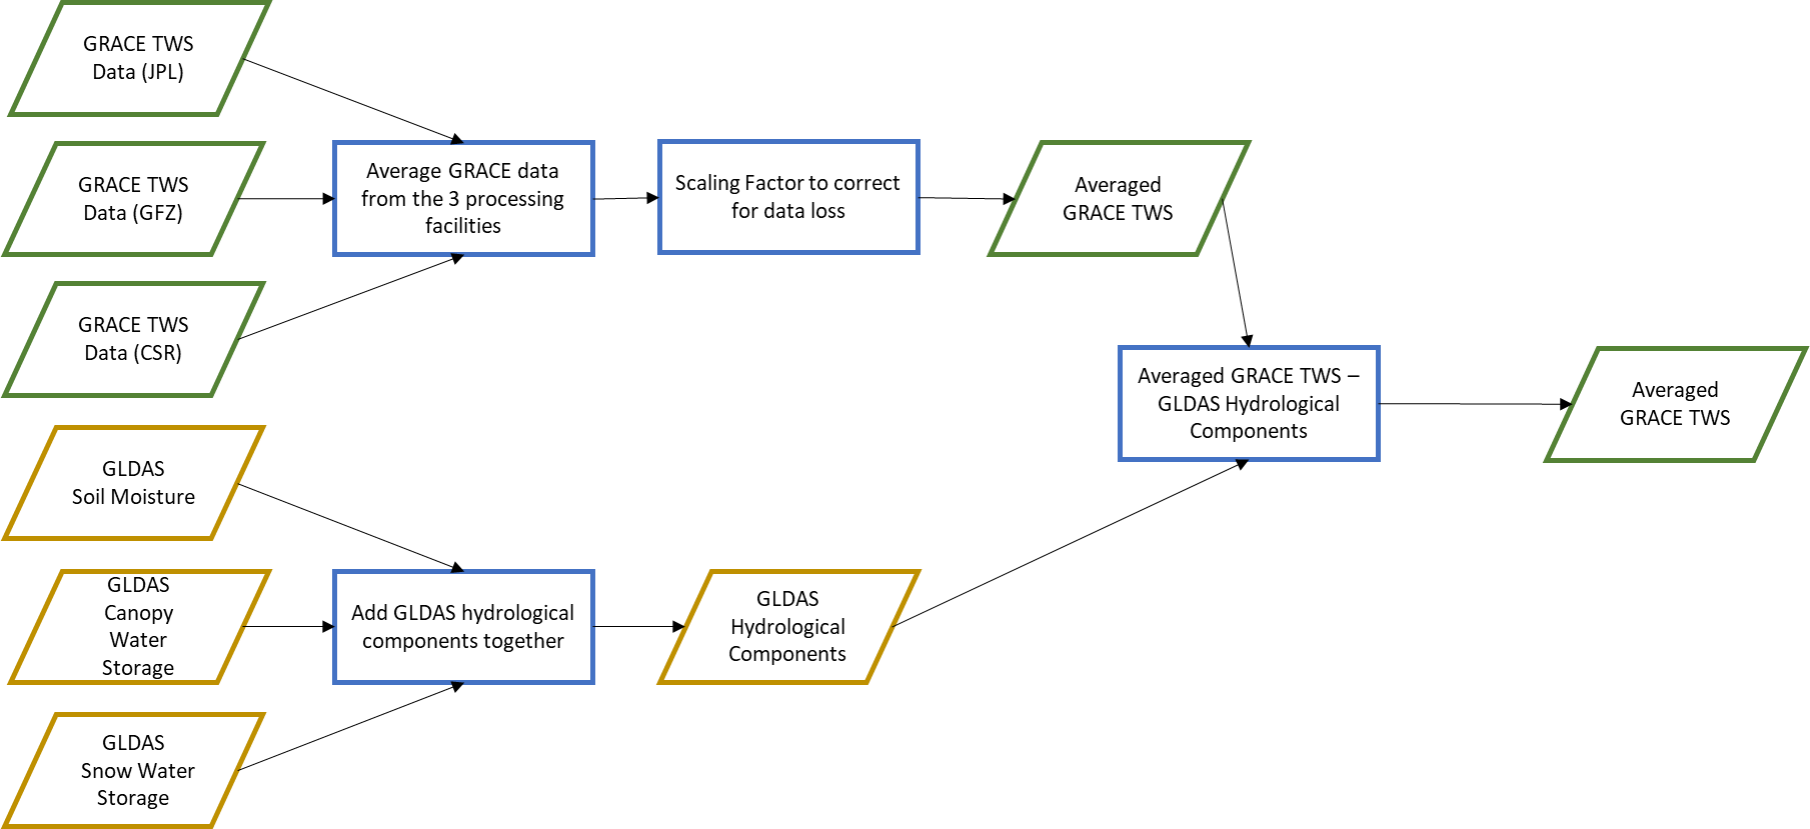 GRACE TWS
Data (JPL)
GRACE TWS
Data (GFZ)
GRACE TWS
Data (CSR)
Average GRACE data
from the 3 processing
facilities
Scaling Factor to correct
for data loss
Averaged
GRACE TWS
Averaged GRACE TWS –
GLDAS Hydrological
Components
Averaged
GRACE TWS
GLDAS
Soil Moisture
GLDAS
Canopy
Water
Storage
GLDAS
Snow Water
Storage
Add GLDAS hydrological
components together
GLDAS
Hydrological
Components